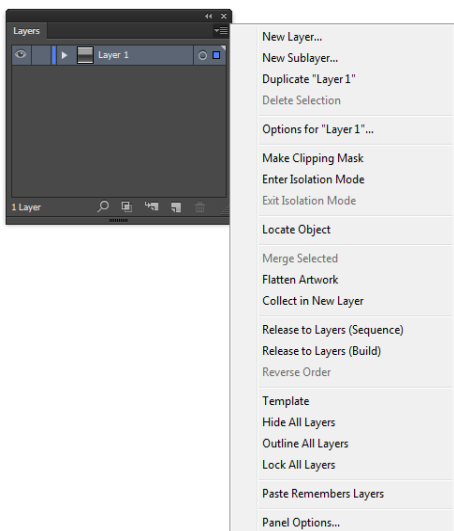 Layers
Layer 1
1 Layer
New Layer...
New Sublayer...
Duplicate "Layer 1"
Delete Selection
Options for "Layer 1"...
Make Clipping Mask
Enter Isolation Mode
Exit Isolation Mode
Locate Object
Merge Selected
Flatten Artwork
Collect in New Layer
Release to Layers (Sequence)
Release to Layers (Build)
Reverse Order
Template
Hide All Layers
Outline All Layers
Lock All Layers
Paste Remembers Layers
Panel Options...